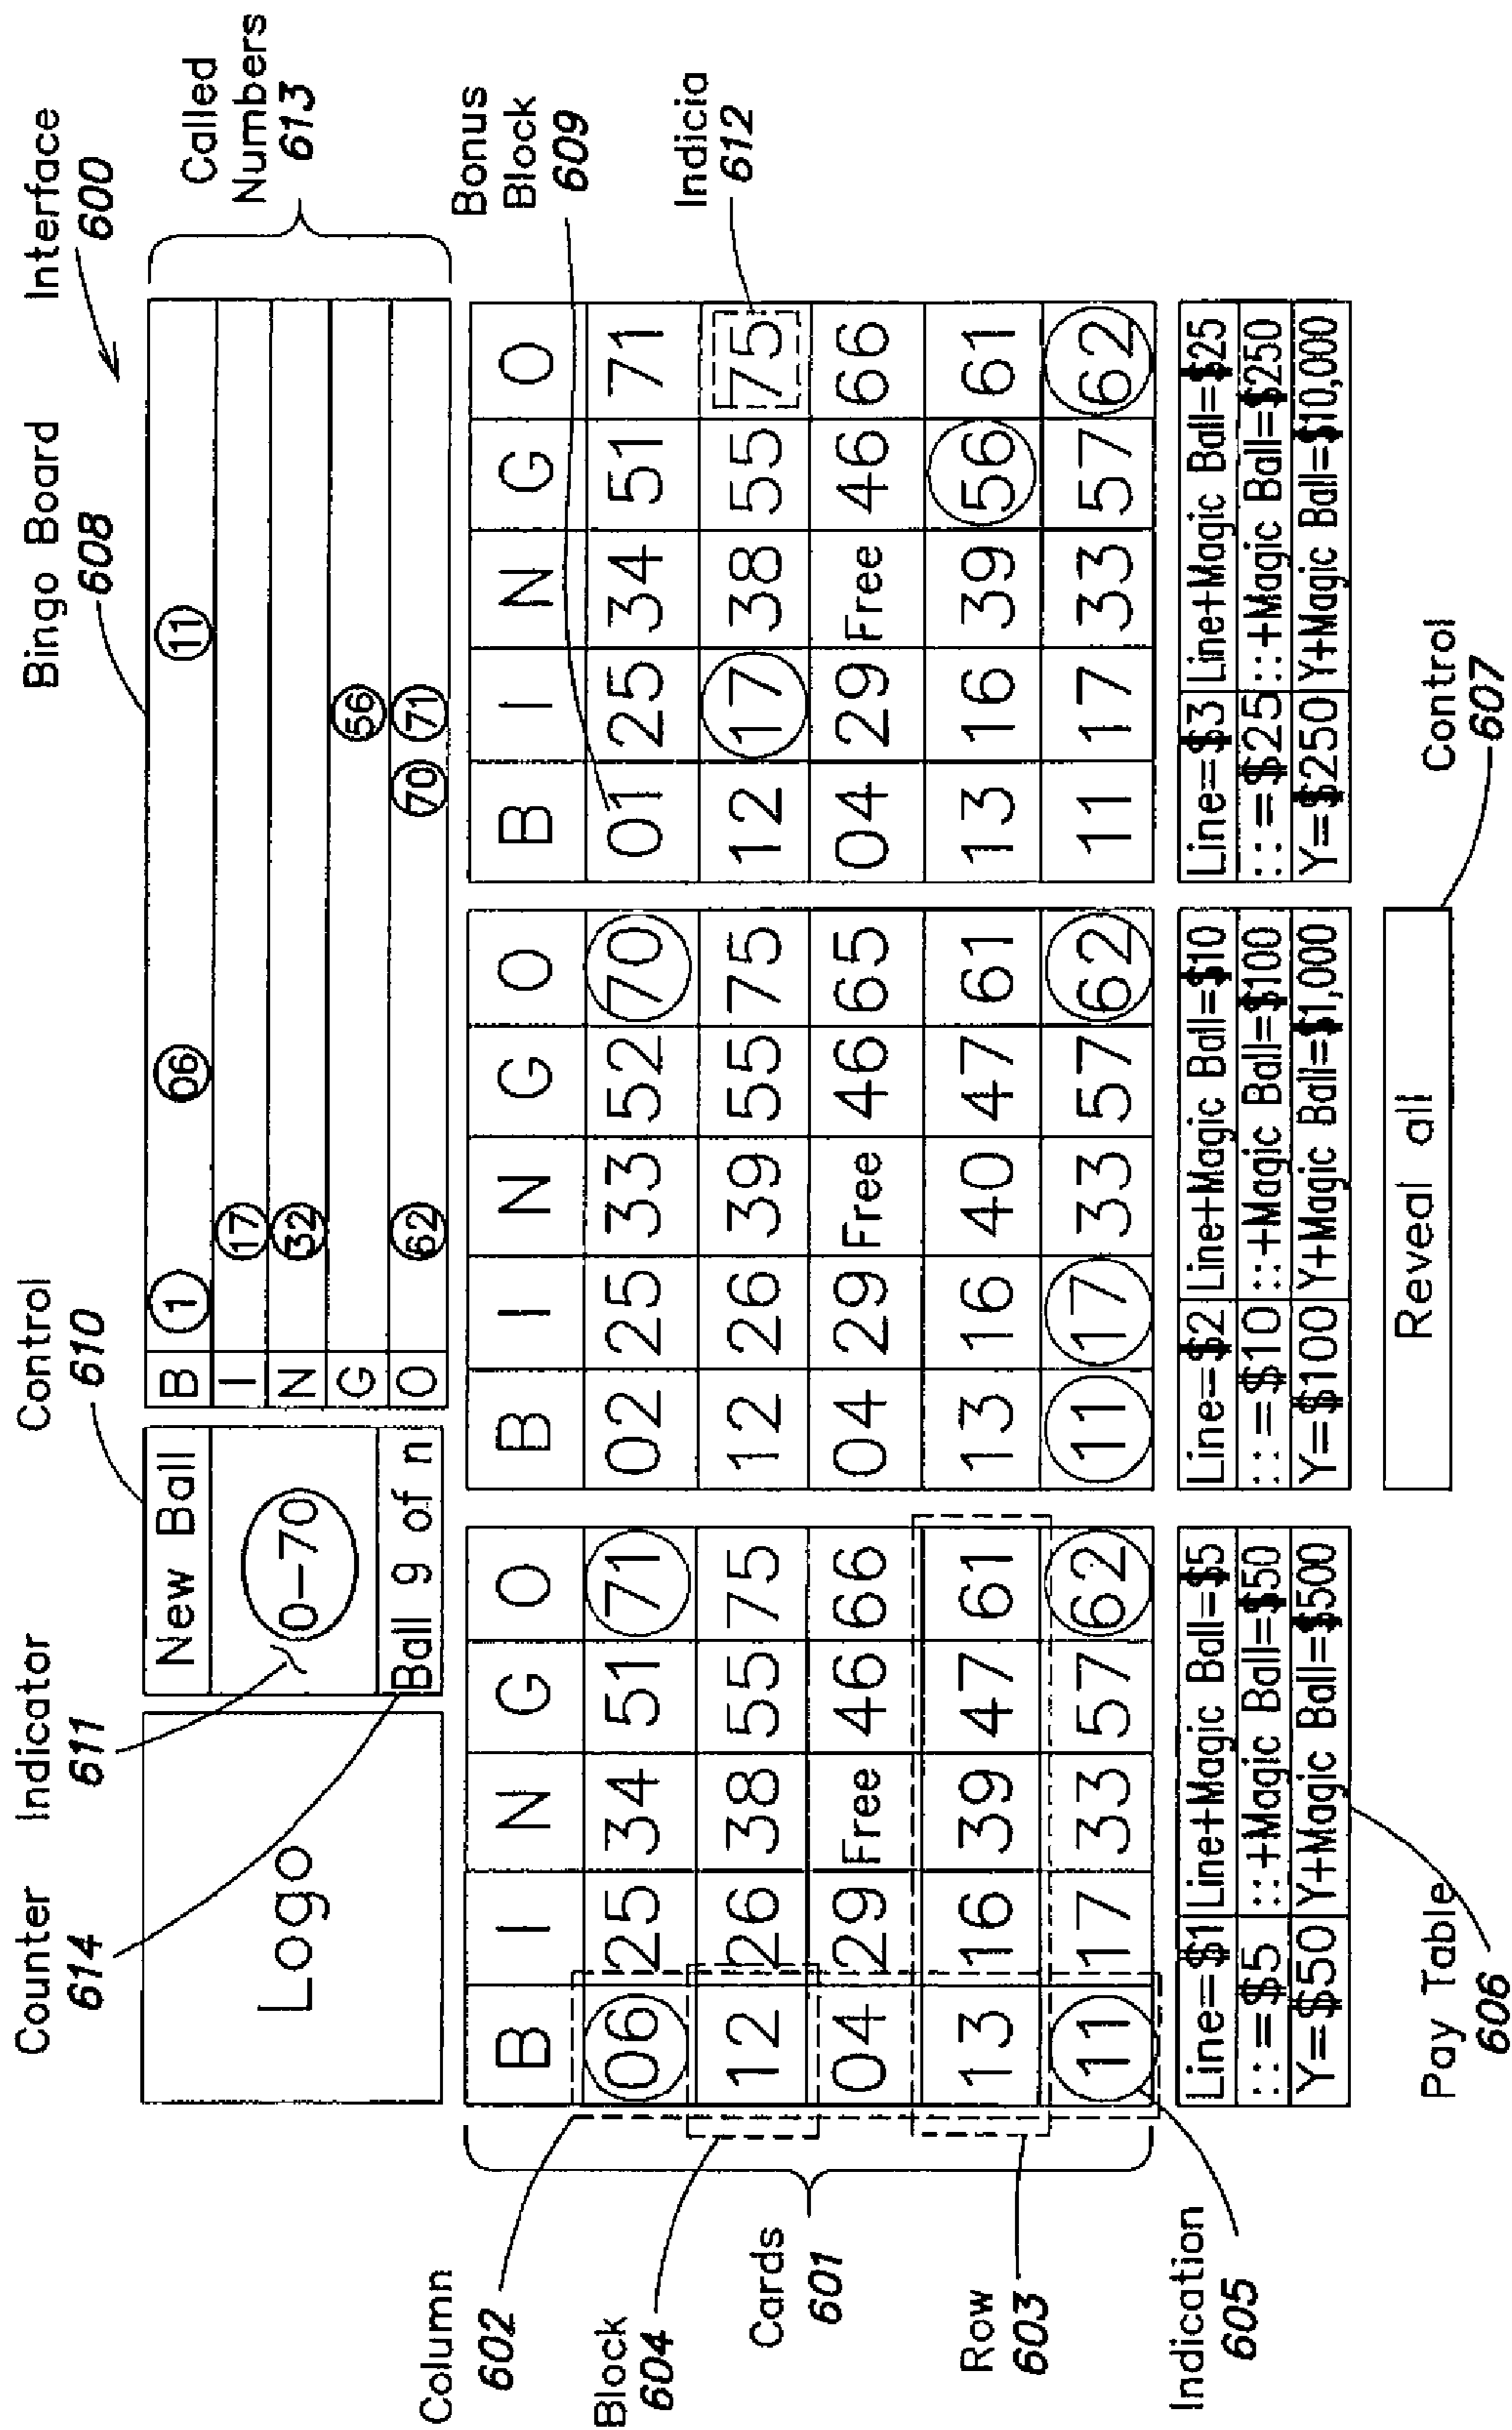 Counter
614
Indicator
611
Control
610
Bingo Board
608
Interface
600
Logo
New Ball
0-70
Ball 9 of n
B 1 06 11
I 17
N 32
G 56
O 62 70 71
Called
Numbers
613
Column
602
Block
604
Cards
601
Row
603
Indication
605
B I N G O
06 25 34 51 71
12 26 38 55 75
04 29 Free 46 66
13 16 39 47 61
11 17 33 57 62
B I N G O
02 25 33 52 70
12 26 39 55 75
04 29 Free 46 65
13 16 40 47 61
11 17 33 57 62
B I N G O
01 25 34 51 71
12 17 38 55 75
04 29 Free 46 66
13 16 39 56 61
11 17 33 57 62
Bonus
Block
609
Indicia
612
Line=$1 Line+Magic Ball=$5
:::=$5 :::+Magic Ball=$50
Y=$50 Y+Magic Ball=$500
Line=$2 Line+Magic Ball=$10
:::=$10 :::+Magic Ball=$100
Y=$100 Y+Magic Ball=$1,000
Line=$3 Line+Magic Ball=$25
:::=$25 :::+Magic Ball=$250
Y=$250 Y+Magic Ball=$10,000
Pay Table
606
Reveal all
Control
607